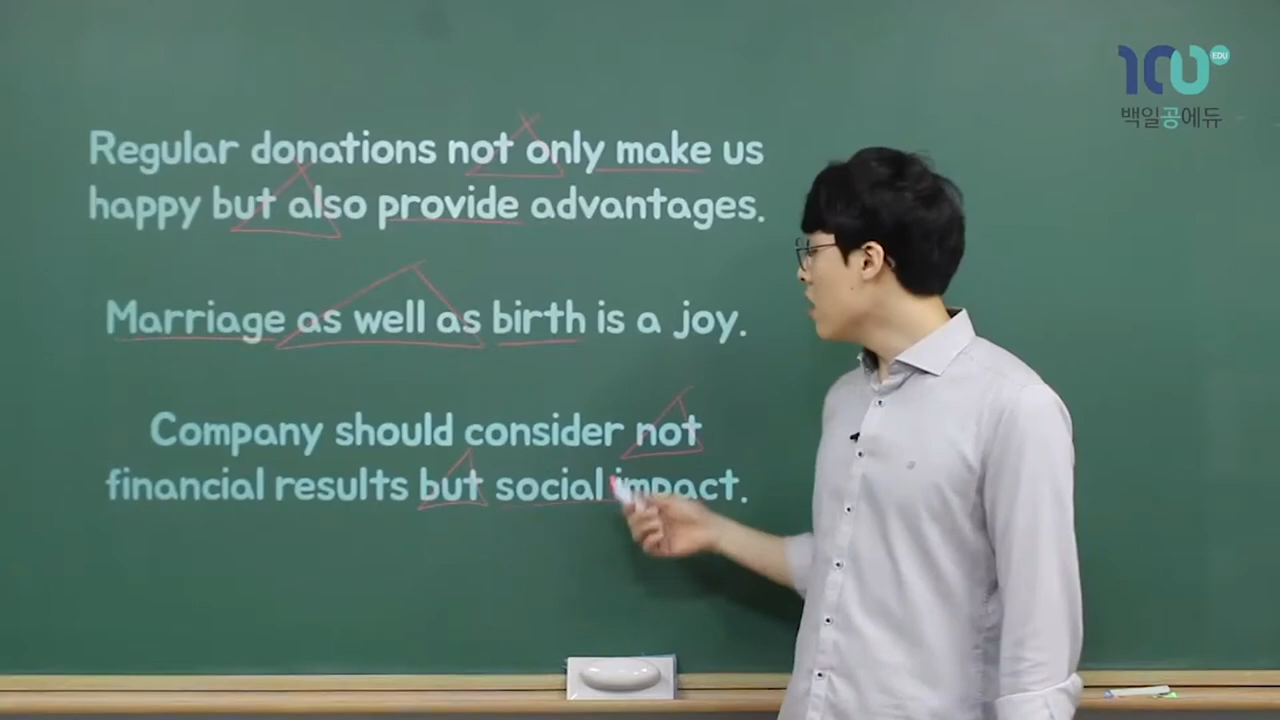 100 EDU
백일공에듀
Regular donations not only make us
happy but also provide advantages.
Marriage as well as birth is a joy.
Company should consider not
financial results but social impact.